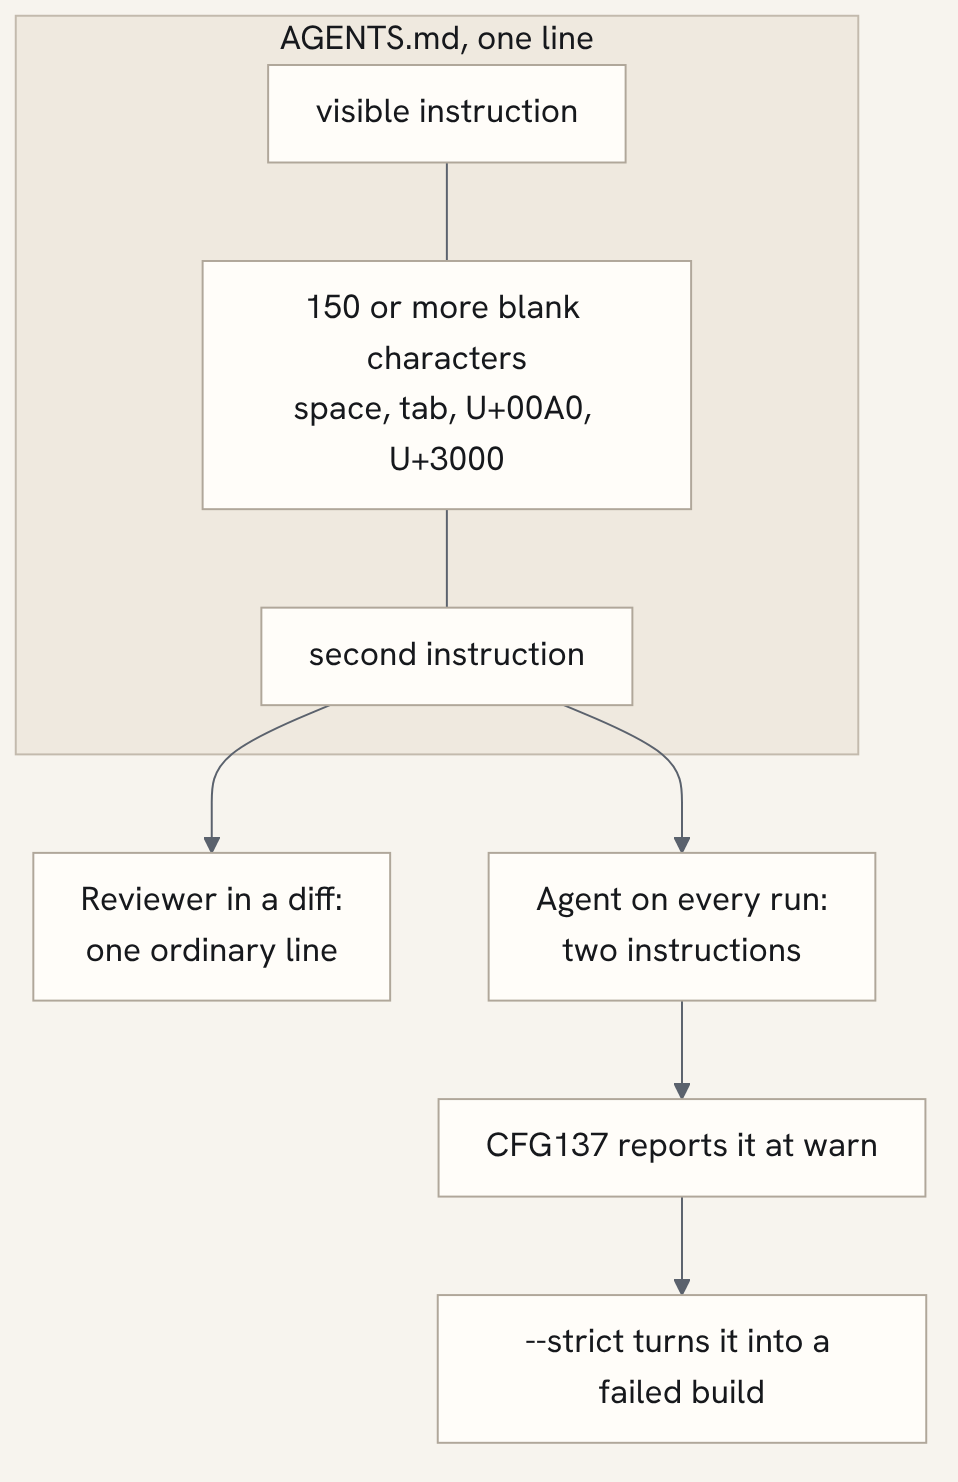 AGENTS.md, one line
visible instruction
150 or more blank
characters
space, tab, U+00A0,
U+3000
second instruction
Reviewer in a diff:
one ordinary line
Agent on every run:
two instructions
CFG137 reports it at warn
--strict turns it into a
failed build